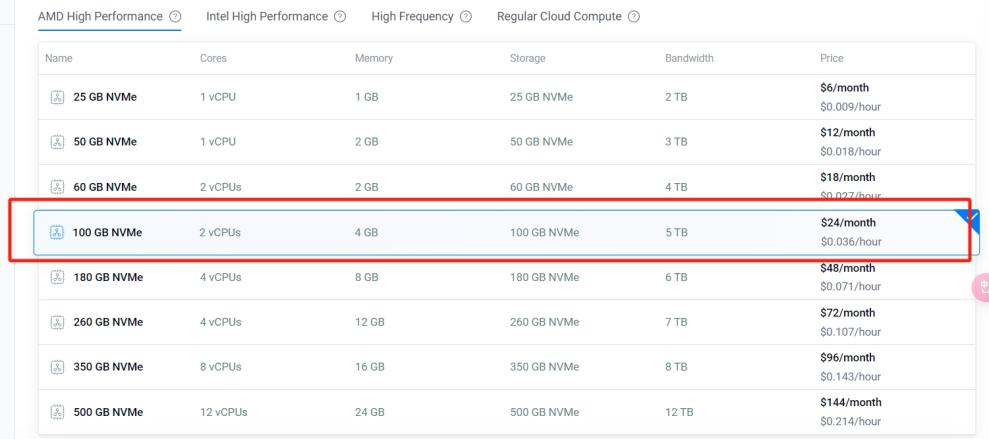 AMD High Performance Intel High Performance High Frequency Regular Cloud Compute
Name Cores Memory Storage Bandwidth Price
25 GB NVMe 1 vCPU 1 GB 25 GB NVMe 2 TB $6/month
$0.009/hour
50 GB NVMe 1 vCPU 2 GB 50 GB NVMe 3 TB $12/month
$0.018/hour
60 GB NVMe 2 vCPUs 2 GB 60 GB NVMe 4 TB $18/month
$0.027/hour
100 GB NVMe 2 vCPUs 4 GB 100 GB NVMe 5 TB $24/month
$0.036/hour
180 GB NVMe 4 vCPUs 8 GB 180 GB NVMe 6 TB $48/month
$0.071/hour
260 GB NVMe 4 vCPUs 12 GB 260 GB NVMe 7 TB $72/month
$0.107/hour
350 GB NVMe 8 vCPUs 16 GB 350 GB NVMe 8 TB $96/month
$0.143/hour
500 GB NVMe 12 vCPUs 24 GB 500 GB NVMe 12 TB $144/month
$0.214/hour